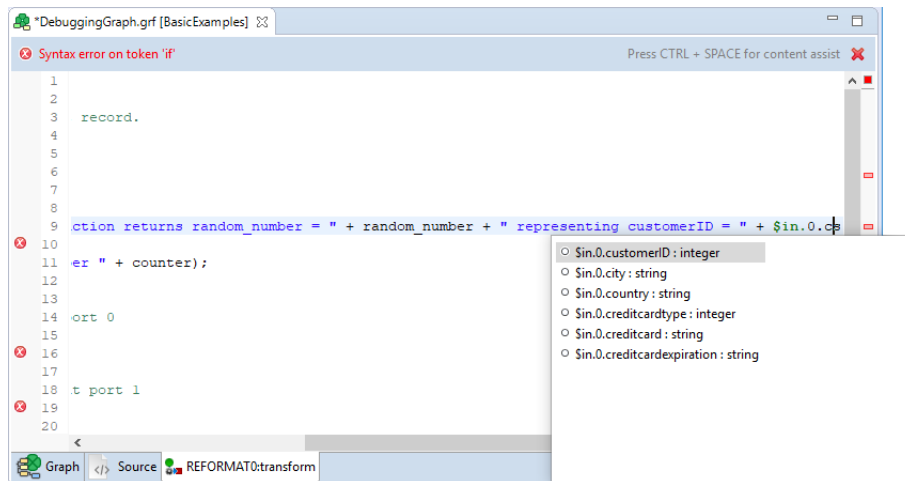 *DebuggingGraph.grf [BasicExamples]
Syntax error on token 'if' Press CTRL + SPACE for content assist
1
2
3 record.
4
5
6
7
8
9 ction returns random_number = " + random_number + " representing customerID = " + $in.0.cs
10
11 er " + counter);
12
13
14 ort 0
15
16
17
18 t port 1
19
20
$in.0.customerID : integer
$in.0.city : string
$in.0.country : string
$in.0.creditcardtype : integer
$in.0.creditcard : string
$in.0.creditcardexpiration : string
Graph </> Source REFORMAT0:transform